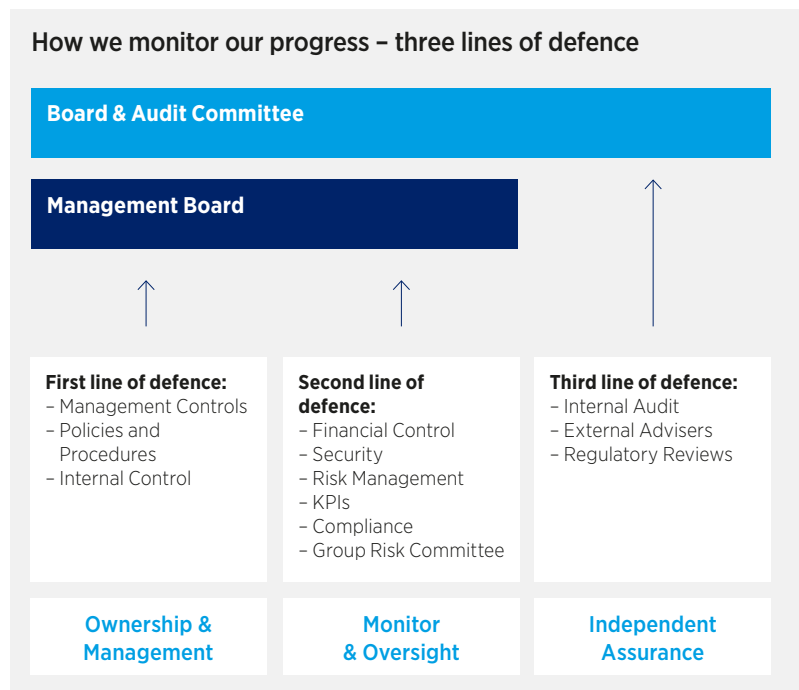 How we monitor our progress – three lines of defence
Board & Audit Committee
Management Board
First line of defence:
– Management Controls
– Policies and
Procedures
– Internal Control
Second line of
defence:
– Financial Control
– Security
– Risk Management
– KPIs
– Compliance
– Group Risk Committee
Third line of defence:
– Internal Audit
– External Advisers
– Regulatory Reviews
Ownership &
Management
Monitor
& Oversight
Independent
Assurance